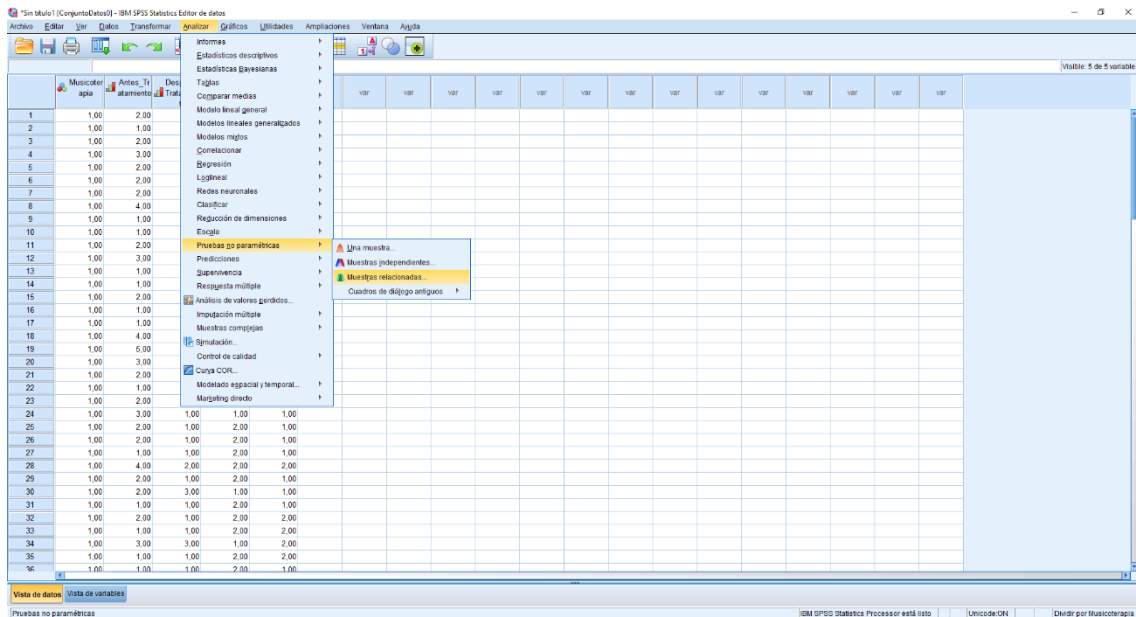 *Sin título1 [ConjuntoDatos0] - IBM SPSS Statistics Editor de datos
Archivo Editar Ver Datos Transformar Analizar Gráficos Utilidades Ampliaciones Ventana Ayuda
Visible: 5 de 5 variable
Informes
Estadísticos descriptivos
Estadísticas Bayesianas
Tablas
Comparar medias
Modelo lineal general
Modelos lineales generalizados
Modelos mixtos
Correlacionar
Regresión
Loglineal
Redes neuronales
Clasificar
Reducción de dimensiones
Escala
Pruebas no paramétricas
Predicciones
Supervivencia
Respuesta múltiple
Análisis de valores perdidos...
Imputación múltiple
Muestras complejas
Simulación...
Control de calidad
Curva COR...
Modelado espacial y temporal...
Marketing directo
Una muestra...
Muestras independientes...
Muestras relacionadas...
Cuadros de diálogo antiguos
Musicoter Antes_Tr Des
apia atamiento Trata
var var var var var var var var var var var var var var
1 1,00 2,00
2 1,00 1,00
3 1,00 2,00
4 1,00 3,00
5 1,00 2,00
6 1,00 2,00
7 1,00 2,00
8 1,00 4,00
9 1,00 1,00
10 1,00 1,00
11 1,00 2,00
12 1,00 3,00
13 1,00 1,00
14 1,00 1,00
15 1,00 2,00
16 1,00 1,00
17 1,00 1,00
18 1,00 4,00
19 1,00 5,00
20 1,00 3,00
21 1,00 2,00
22 1,00 1,00
23 1,00 2,00
24 1,00 3,00 1,00 1,00 1,00
25 1,00 2,00 1,00 2,00 1,00
26 1,00 2,00 1,00 2,00 1,00
27 1,00 1,00 1,00 2,00 1,00
28 1,00 4,00 2,00 2,00 2,00
29 1,00 2,00 1,00 2,00 1,00
30 1,00 2,00 3,00 1,00 1,00
31 1,00 1,00 1,00 2,00 1,00
32 1,00 2,00 1,00 2,00 2,00
33 1,00 1,00 1,00 2,00 2,00
34 1,00 3,00 3,00 1,00 2,00
35 1,00 1,00 1,00 2,00 2,00
36 1,00 1,00 1,00 2,00 1,00
Vista de datos Vista de variables
Pruebas no paramétricas IBM SPSS Statistics Processor está listo Unicode:ON Dividir por Musicoterapia